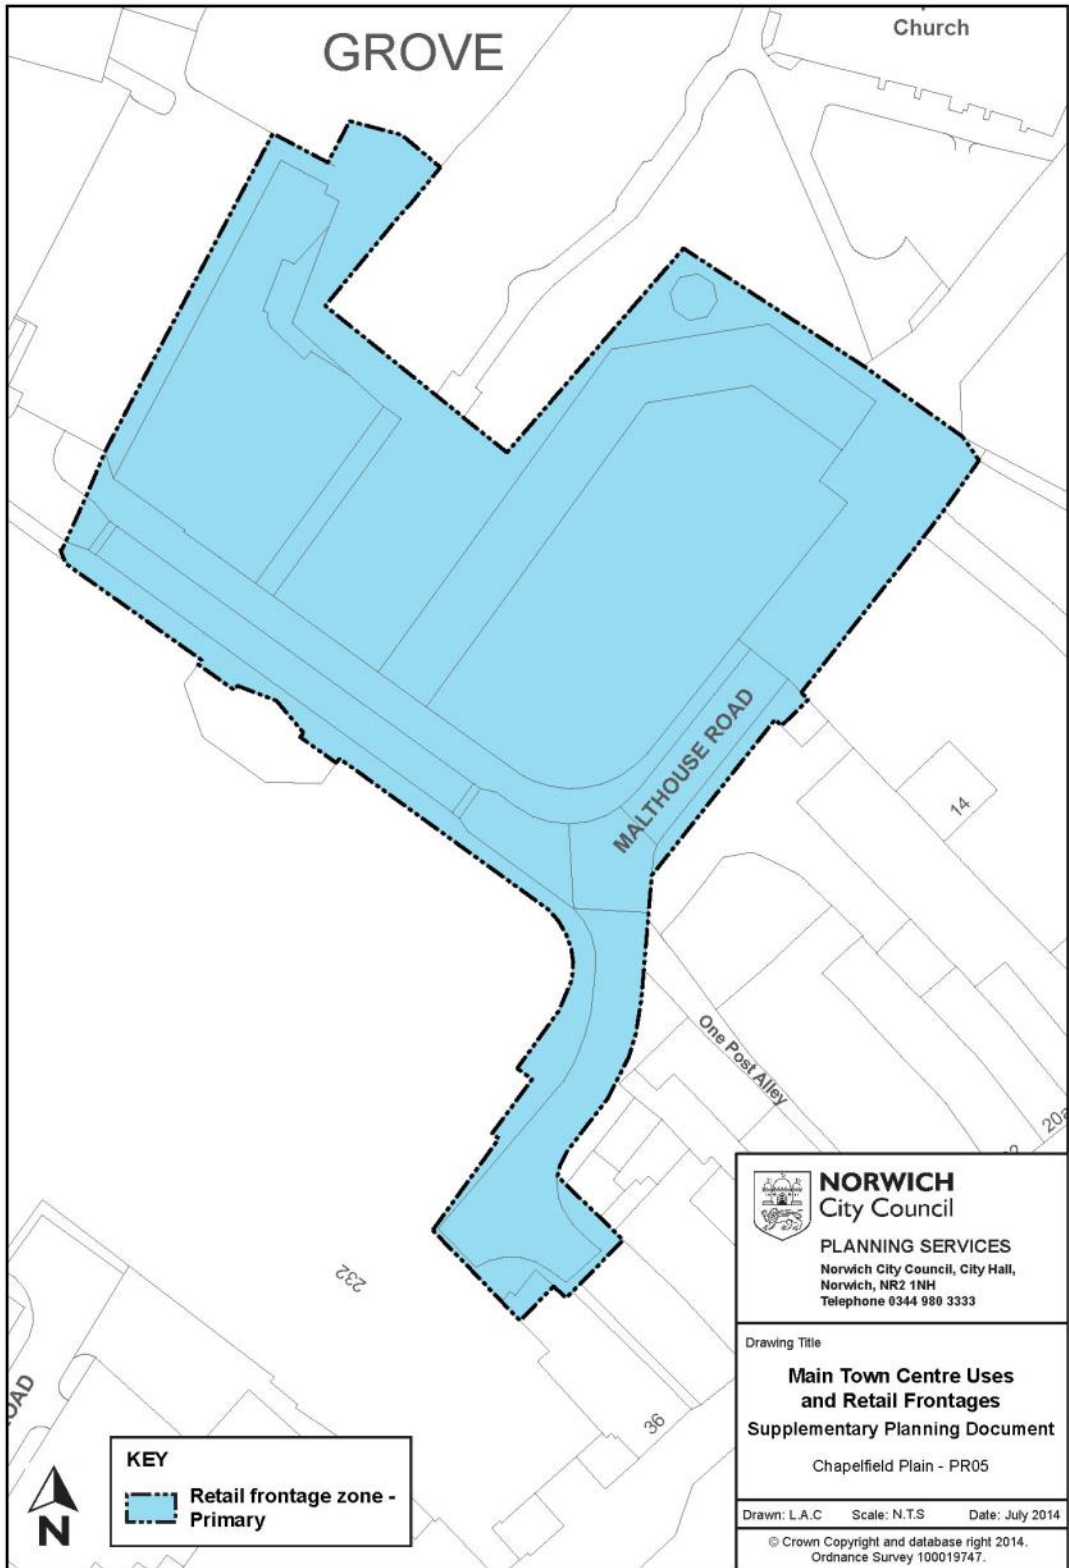 GROVE
Church
MALTHOUSE ROAD
14
One Post Alley
20a
232
36
OAD
N
KEY
Retail frontage zone -
Primary
NORWICH
City Council
PLANNING SERVICES
Norwich City Council, City Hall,
Norwich, NR2 1NH
Telephone 0344 980 3333
Drawing Title
Main Town Centre Uses
and Retail Frontages
Supplementary Planning Document
Chapelfield Plain - PR05
Drawn: L.A.C Scale: N.T.S Date: July 2014
© Crown Copyright and database right 2014.
Ordnance Survey 100019747.